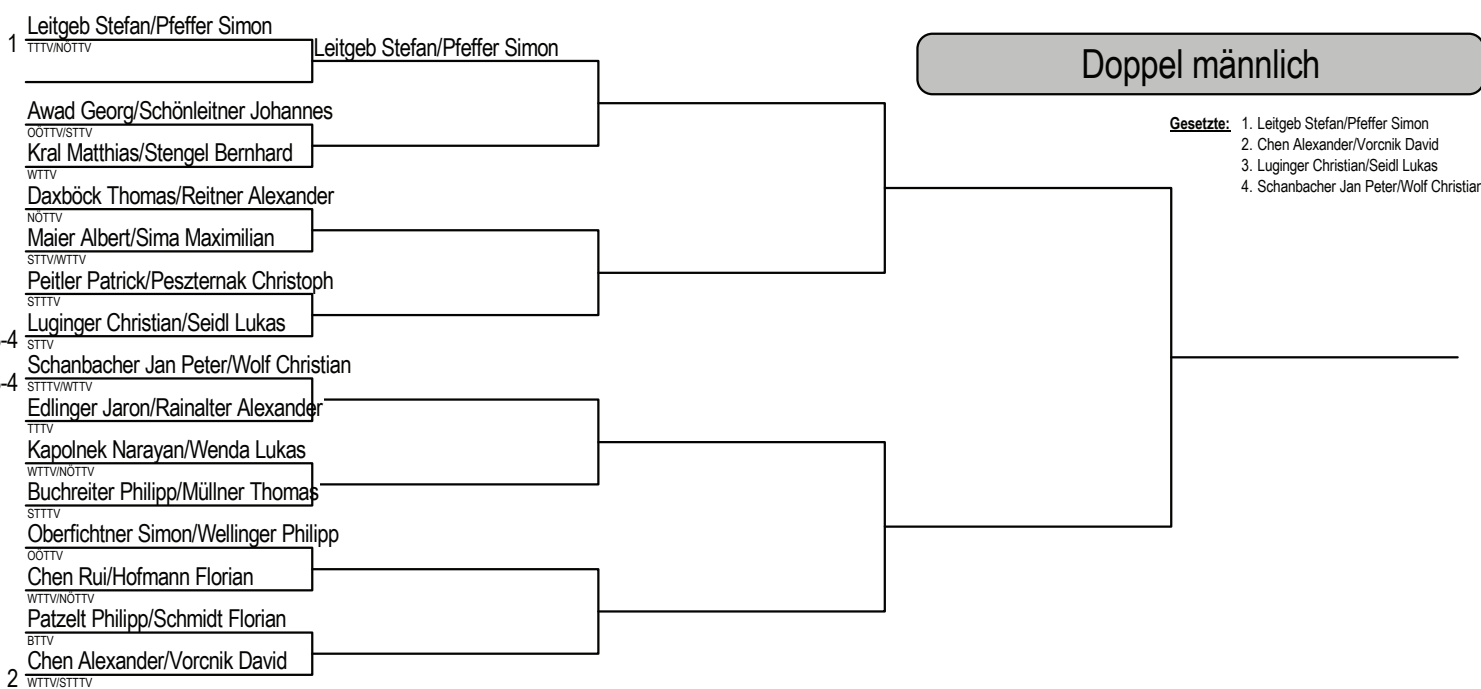 Leitgeb Stefan/Pfeffer Simon
1 TTTV/NÖTTV
Leitgeb Stefan/Pfeffer Simon
Awad Georg/Schönleitner Johannes
OÖTTV/STTV
Kral Matthias/Stengel Bernhard
WTTV
Daxböck Thomas/Reitner Alexander
NÖTTV
Maier Albert/Sima Maximilian
STTV/WTTV
Peitler Patrick/Peszternak Christoph
STTTV
Luginger Christian/Seidl Lukas
-4 STTV
Schanbacher Jan Peter/Wolf Christian
-4 STTTV/WTTV
Edlinger Jaron/Rainalter Alexander
TTTV
Kapolnek Narayan/Wenda Lukas
WTTV/NÖTTV
Buchreiter Philipp/Müllner Thomas
STTTV
Oberfichtner Simon/Wellinger Philipp
OÖTTV
Chen Rui/Hofmann Florian
WTTV/NÖTTV
Patzelt Philipp/Schmidt Florian
BTTV
Chen Alexander/Vorcnik David
2 WTTV/STTTV
Doppel männlich
Gesetzte: 1. Leitgeb Stefan/Pfeffer Simon
2. Chen Alexander/Vorcnik David
3. Luginger Christian/Seidl Lukas
4. Schanbacher Jan Peter/Wolf Christian